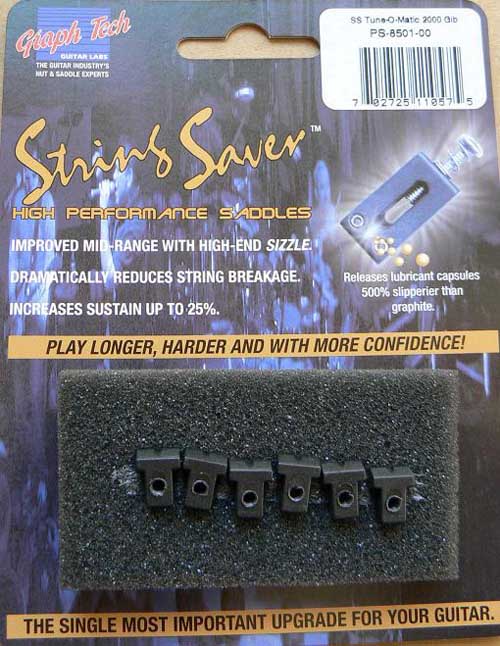 Graph Tech
GUITAR LABS
THE GUITAR INDUSTRY'S
NUT & SADDLE EXPERTS
SS Tune-O-Matic 2000 Gib
PS-8501-00
7 02725 11057 5
String Saver™
HIGH PERFORMANCE SADDLES
IMPROVED MID-RANGE WITH HIGH-END SIZZLE.
DRAMATICALLY REDUCES STRING BREAKAGE.
INCREASES SUSTAIN UP TO 25%.
Releases lubricant capsules
500% slipperier than
graphite.
PLAY LONGER, HARDER AND WITH MORE CONFIDENCE!
THE SINGLE MOST IMPORTANT UPGRADE FOR YOUR GUITAR.